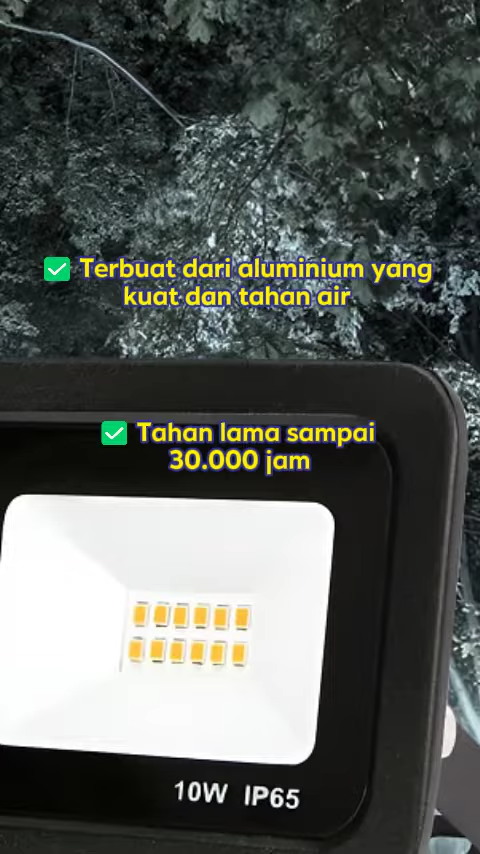 ✅ Terbuat dari aluminium yang
kuat dan tahan air
✅ Tahan lama sampai
30.000 jam
10W IP65